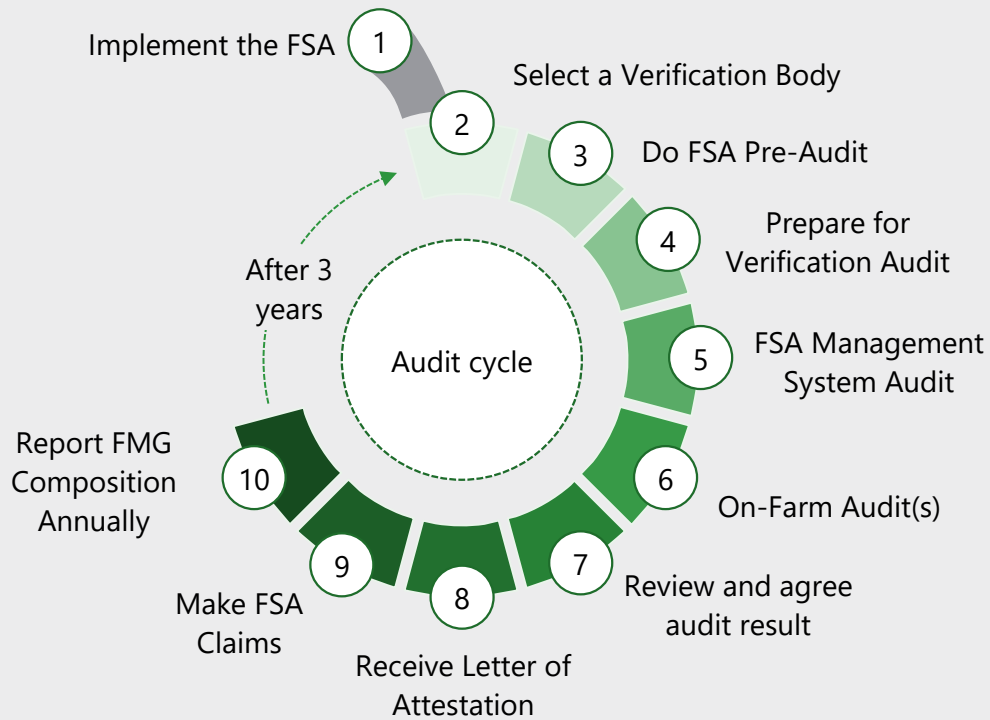 1
Implement the FSA
2
Select a Verification Body
3
Do FSA Pre-Audit
4
Prepare for
Verification Audit
5
FSA Management
System Audit
6
On-Farm Audit(s)
7
Review and agree
audit result
8
Receive Letter of
Attestation
9
Make FSA
Claims
10
Report FMG
Composition
Annually
After 3
years
Audit cycle